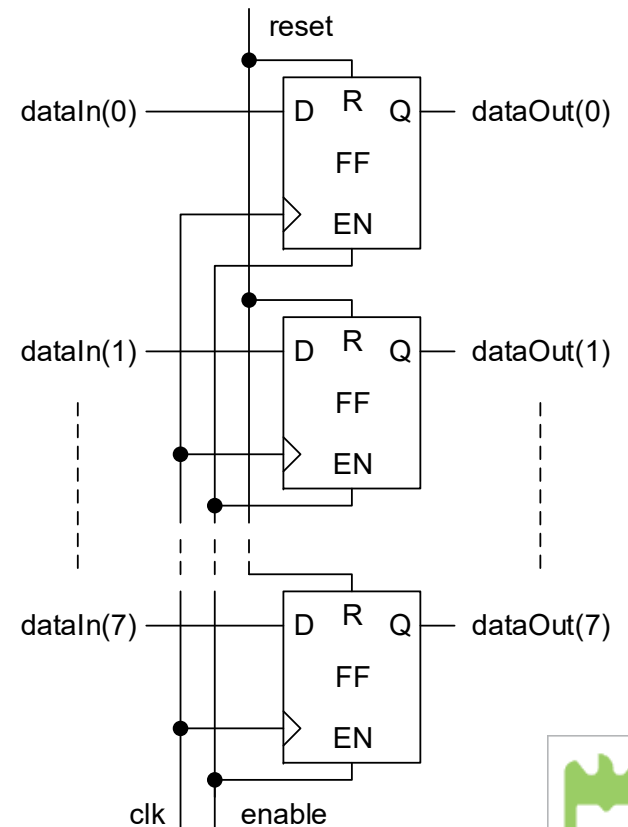 reset
dataIn(0) D R Q dataOut(0)
FF
EN
dataIn(1) D R Q dataOut(1)
FF
EN
dataIn(7) D R Q dataOut(7)
FF
EN
clk enable